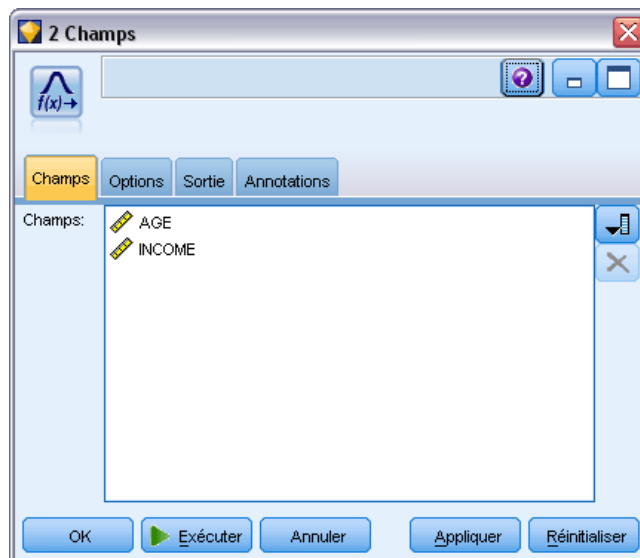 2 Champs
f(x)→
?
Champs Options Sortie Annotations
Champs: AGE
INCOME
OK Exécuter Annuler Appliquer Réinitialiser